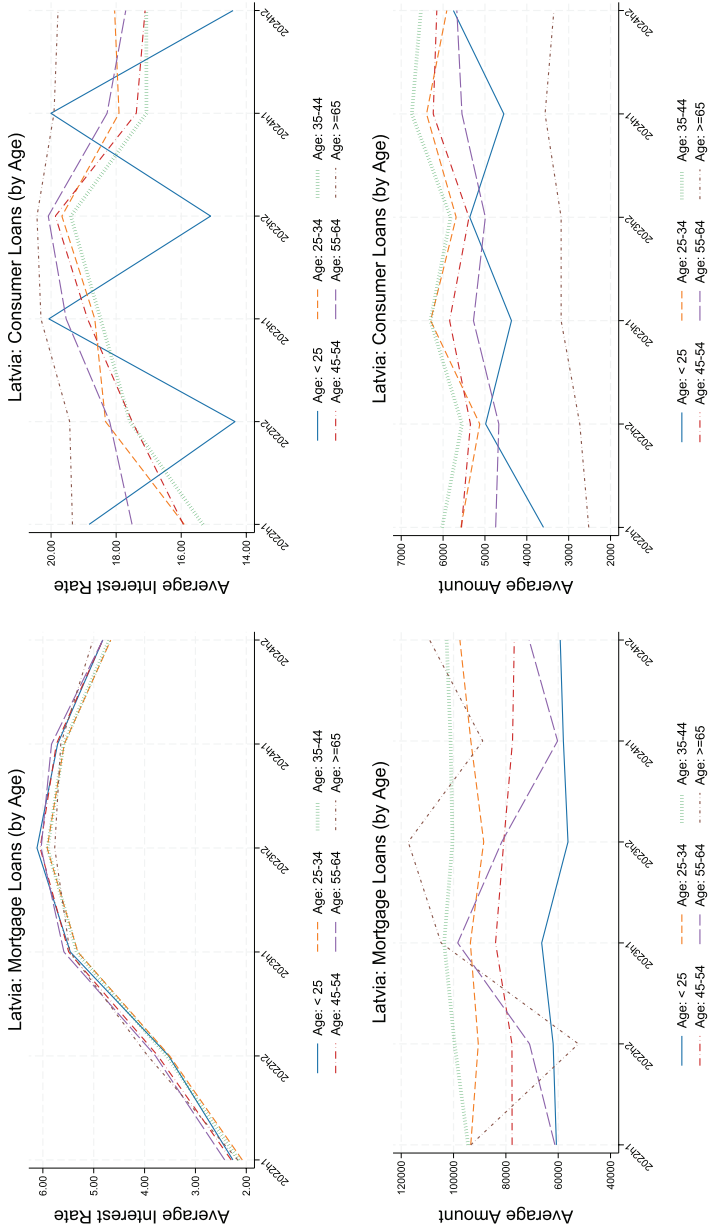 Latvia: Mortgage Loans (by Age)
Average Interest Rate
6.00
5.00
4.00
3.00
2.00
2022h1
2022h2
2023h1
2023h2
2024h1
2024h2
Age: < 25
Age: 25-34
Age: 35-44
Age: 45-54
Age: 55-64
Age: >=65
Latvia: Consumer Loans (by Age)
Average Interest Rate
20.00
18.00
16.00
14.00
2022h1
2022h2
2023h1
2023h2
2024h1
2024h2
Age: < 25
Age: 25-34
Age: 35-44
Age: 45-54
Age: 55-64
Age: >=65
Latvia: Mortgage Loans (by Age)
Average Amount
120000
100000
80000
60000
40000
2022h1
2022h2
2023h1
2023h2
2024h1
2024h2
Age: < 25
Age: 25-34
Age: 35-44
Age: 45-54
Age: 55-64
Age: >=65
Latvia: Consumer Loans (by Age)
Average Amount
7000
6000
5000
4000
3000
2000
2022h1
2022h2
2023h1
2023h2
2024h1
2024h2
Age: < 25
Age: 25-34
Age: 35-44
Age: 45-54
Age: 55-64
Age: >=65